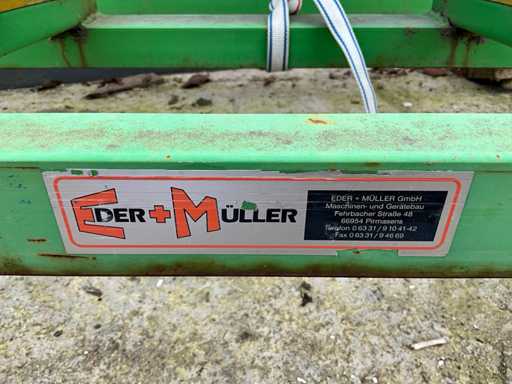 EDER+MÜLLER
EDER + MÜLLER GmbH
Maschinen- und Gerätebau
Fehrbacher Straße 48
66954 Pirmasens
Telefon 0 63 31 / 9 10 41-42
Fax 0 63 31 / 9 46 69